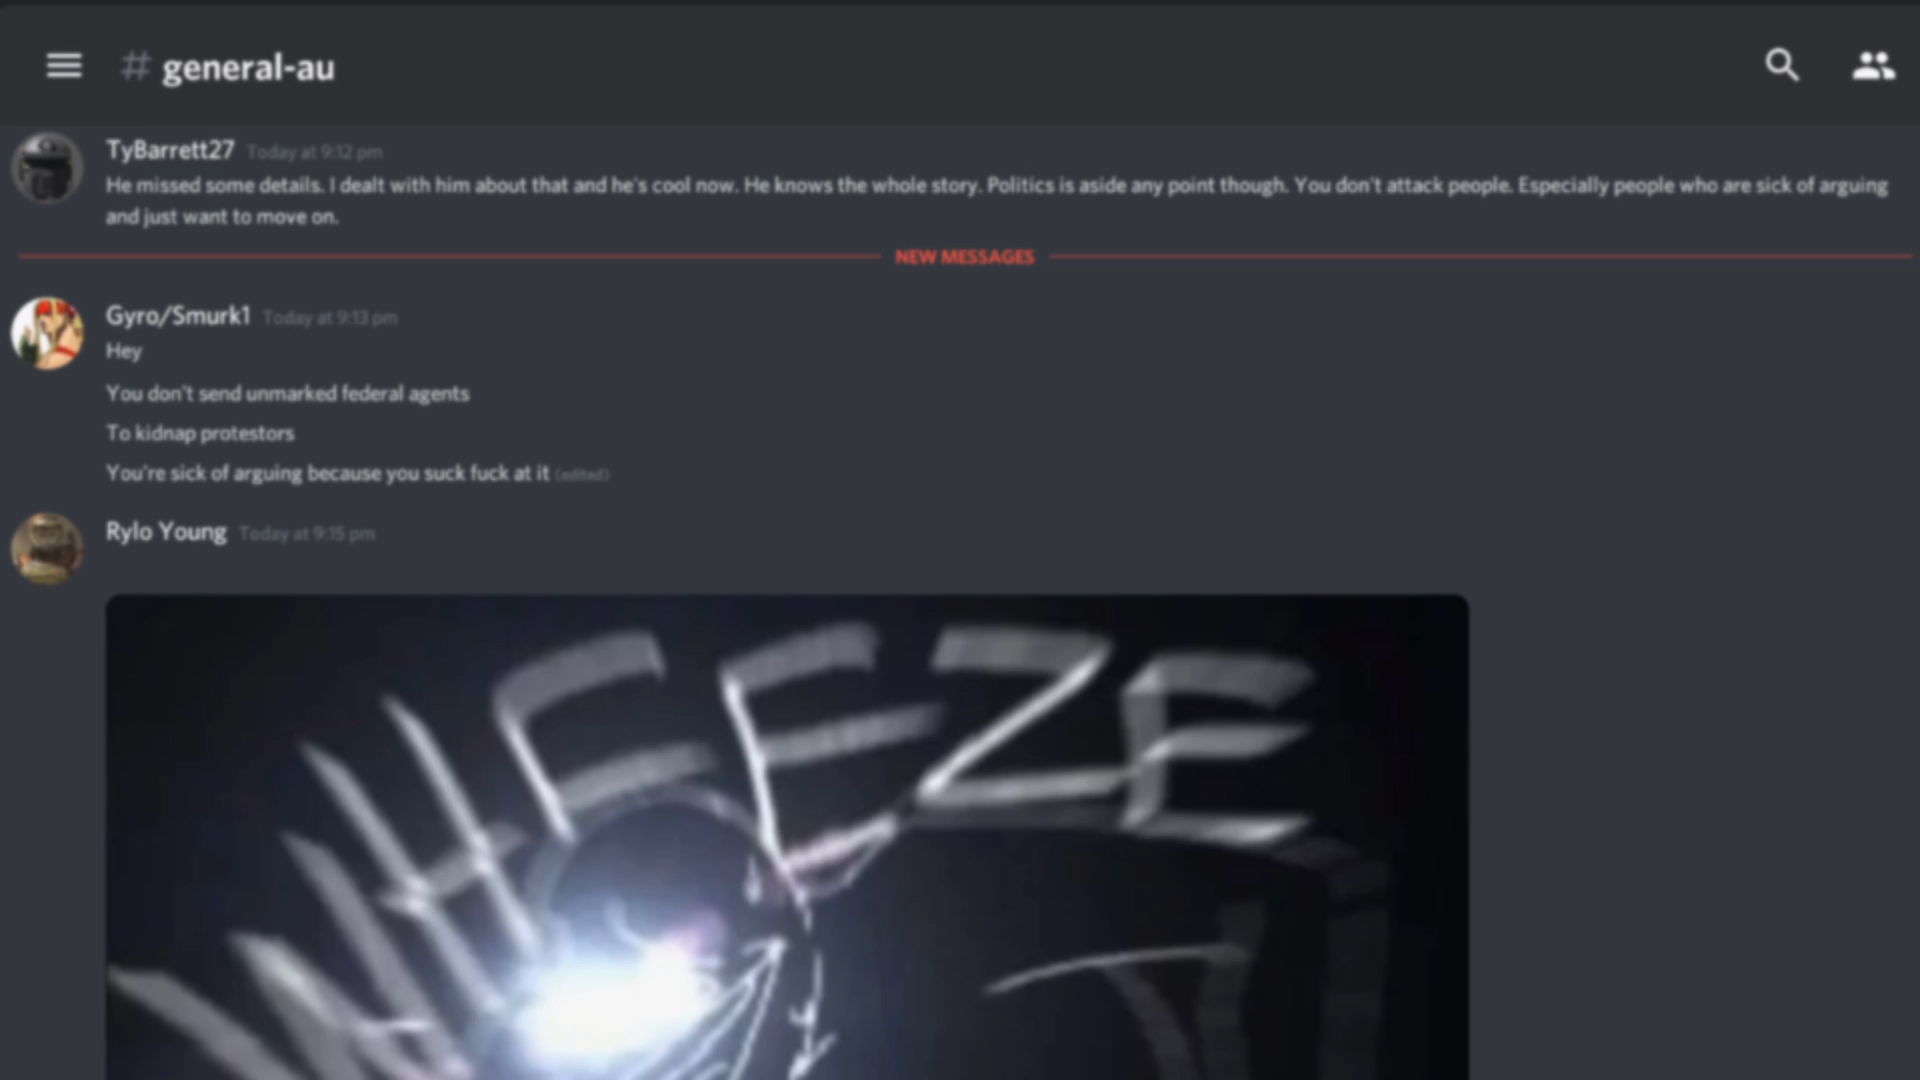 # general-au
TyBarrett27 Today at 9:12 pm
He missed some details. I dealt with him about that and he's cool now. He knows the whole story. Politics is aside any point though. You don't attack people. Especially people who are sick of arguing
and just want to move on.
NEW MESSAGES
Gyro/Smurk1 Today at 9:13 pm
Hey
You don't send unmarked federal agents
To kidnap protestors
You're sick of arguing because you suck fuck at it (edited)
Rylo Young Today at 9:15 pm
WHEEZE